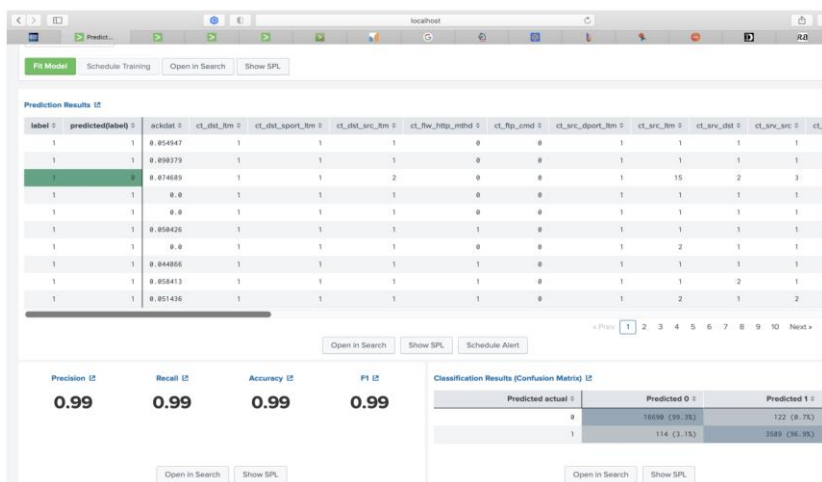 localhost
Predict...
G
D
RB
Fit Model Schedule Training Open in Search Show SPL
Prediction Results
label predicted(label) ackdat ct_dst_ltm ct_dst_sport_ltm ct_dst_src_ltm ct_flw_http_mthd ct_ftp_cmd ct_src_dport_ltm ct_src_ltm ct_srv_dst ct_srv_src ct_
1 1 0.054947 1 1 1 0 0 1 1 1 1
1 1 0.090379 1 1 1 0 0 1 1 1 1
1 0 0.074689 1 1 2 0 0 1 15 2 3
1 1 0.0 1 1 1 0 0 1 1 1 1
1 1 0.0 1 1 1 0 0 1 1 1 1
1 1 0.050426 1 1 1 1 0 1 1 1 1
1 1 0.0 1 1 1 0 0 1 2 1 1
1 1 0.044866 1 1 1 1 0 1 1 1 1
1 1 0.058413 1 1 1 1 0 1 1 2 1
1 1 0.051436 1 1 1 1 0 1 2 1 2
« Prev 1 2 3 4 5 6 7 8 9 10 Next »
Open in Search Show SPL Schedule Alert
Precision Recall Accuracy F1
0.99 0.99 0.99 0.99
Open in Search Show SPL
Classification Results (Confusion Matrix)
Predicted actual Predicted 0 Predicted 1
0 16690 (99.3%) 122 (0.7%)
1 114 (3.1%) 3589 (96.9%)
Open in Search Show SPL